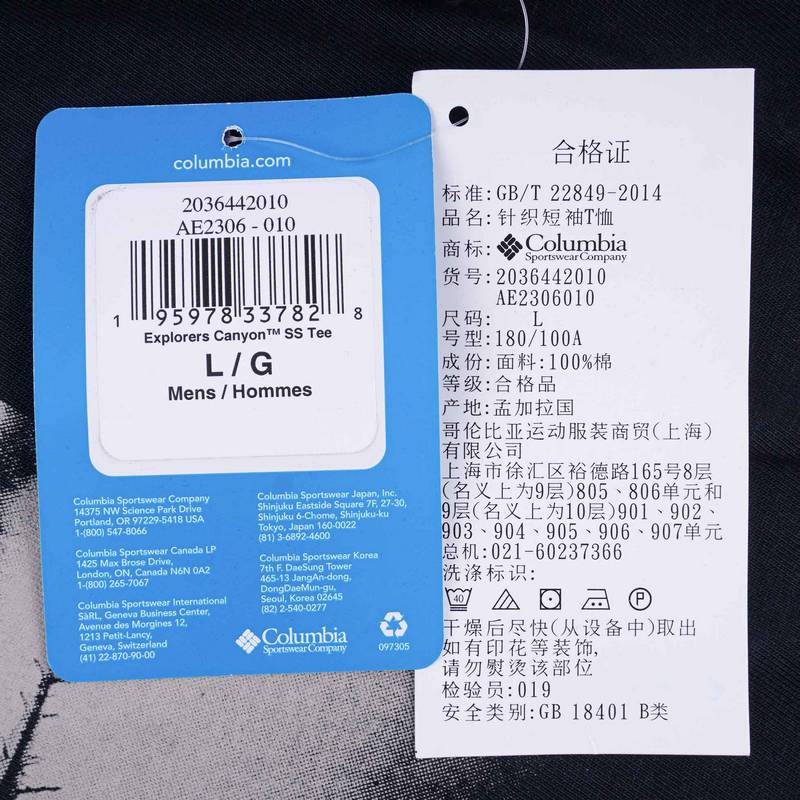 columbia.com
2036442010
AE2306 - 010
1 95978 33782 8
Explorers Canyon™ SS Tee
L / G
Mens / Hommes
Columbia Sportswear Company
14375 NW Science Park Drive
Portland, OR 97229-5418 USA
1-(800) 547-8066
Columbia Sportswear Canada LP
1425 Max Brose Drive,
London, ON, Canada N6N 0A2
1-(800) 265-7067
Columbia Sportswear International
SàRL, Geneva Business Center,
Avenue des Morgines 12,
1213 Petit-Lancy,
Geneva, Switzerland
(41) 22-870-90-00
Columbia Sportswear Japan, Inc.
Shinjuku Eastside Square 7F, 27-30,
Shinjuku 6-Chome, Shinjuku-ku
Tokyo, Japan 160-0022
(81) 3-6892-4600
Columbia Sportswear Korea
7th F. DaeSung Tower
465-13 JangAn-dong,
DongDaeMun-gu,
Seoul, Korea 02645
(82) 2-540-0277
Columbia
Sportswear Company
097305
合格证
标准:GB/T 22849-2014
品名:针织短袖T恤
商标:Columbia
Sportswear Company
货号:2036442010
AE2306010
尺码: L
号型:180/100A
成份:面料:100%棉
等级:合格品
产地:孟加拉国
哥伦比亚运动服装商贸(上海)
有限公司
上海市徐汇区裕德路165号8层
(名义上为9层)805、806单元和
9层(名义上为10层)901、902、
903、904、905、906、907单元
总机:021-60237366
洗涤标识:
40 P
干燥后尽快(从设备中)取出
如有印花等装饰,
请勿熨烫该部位
检验员:019
安全类别:GB 18401 B类